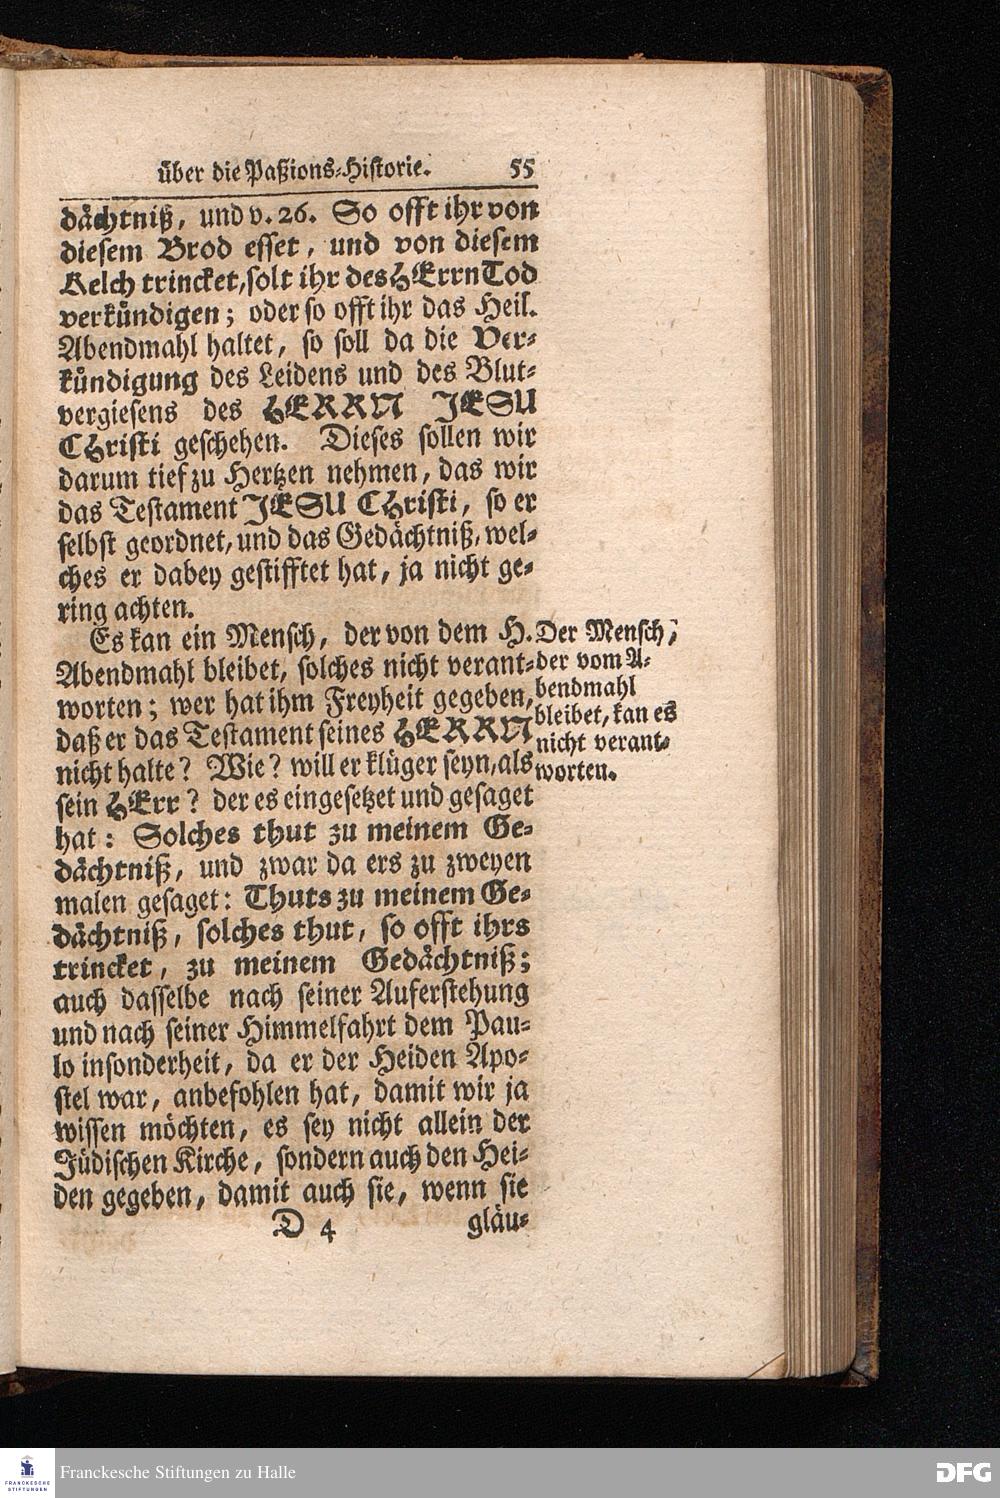 über die Paßions-Historie. 55
dächtniß, und v. 26. So offt ihr von
diesem Brod esset, und von diesem
Kelch trincket, solt ihr des HErrn Tod
verkündigen; oder so offt ihr das Heil.
Abendmahl haltet, so soll da die Ver-
kündigung des Leidens und des Blut-
vergiesens des HERRN JESU
CHristi geschehen. Dieses sollen wir
darum tief zu Hertzen nehmen, das wir
das Testament JESU CHristi, so er
selbst geordnet, und das Gedächtniß, wel-
ches er dabey gestifftet hat, ja nicht ge-
ring achten.
Es kan ein Mensch, der von dem H.
Abendmahl bleibet, solches nicht verant-
worten; wer hat ihm Freyheit gegeben,
daß er das Testament seines HERRN
nicht halte? Wie? will er klüger seyn, als
sein HErr? der es eingesetzet und gesaget
hat: Solches thut zu meinem Ge-
dächtniß, und zwar da ers zu zweyen
malen gesaget: Thuts zu meinem Ge-
dächtniß, solches thut, so offt ihrs
trincket, zu meinem Gedächtniß;
auch dasselbe nach seiner Auferstehung
und nach seiner Himmelfahrt dem Pau-
lo insonderheit, da er der Heiden Apo-
stel war, anbefohlen hat, damit wir ja
wissen möchten, es sey nicht allein der
Jüdischen Kirche, sondern auch den Hei-
den gegeben, damit auch sie, wenn sie
D 4 gläu-
Der Mensch,
der vom A-
bendmahl
bleibet, kan es
nicht verant-
worten.
FRANCKESCHE
STIFTUNGEN
Franckesche Stiftungen zu Halle
DFG